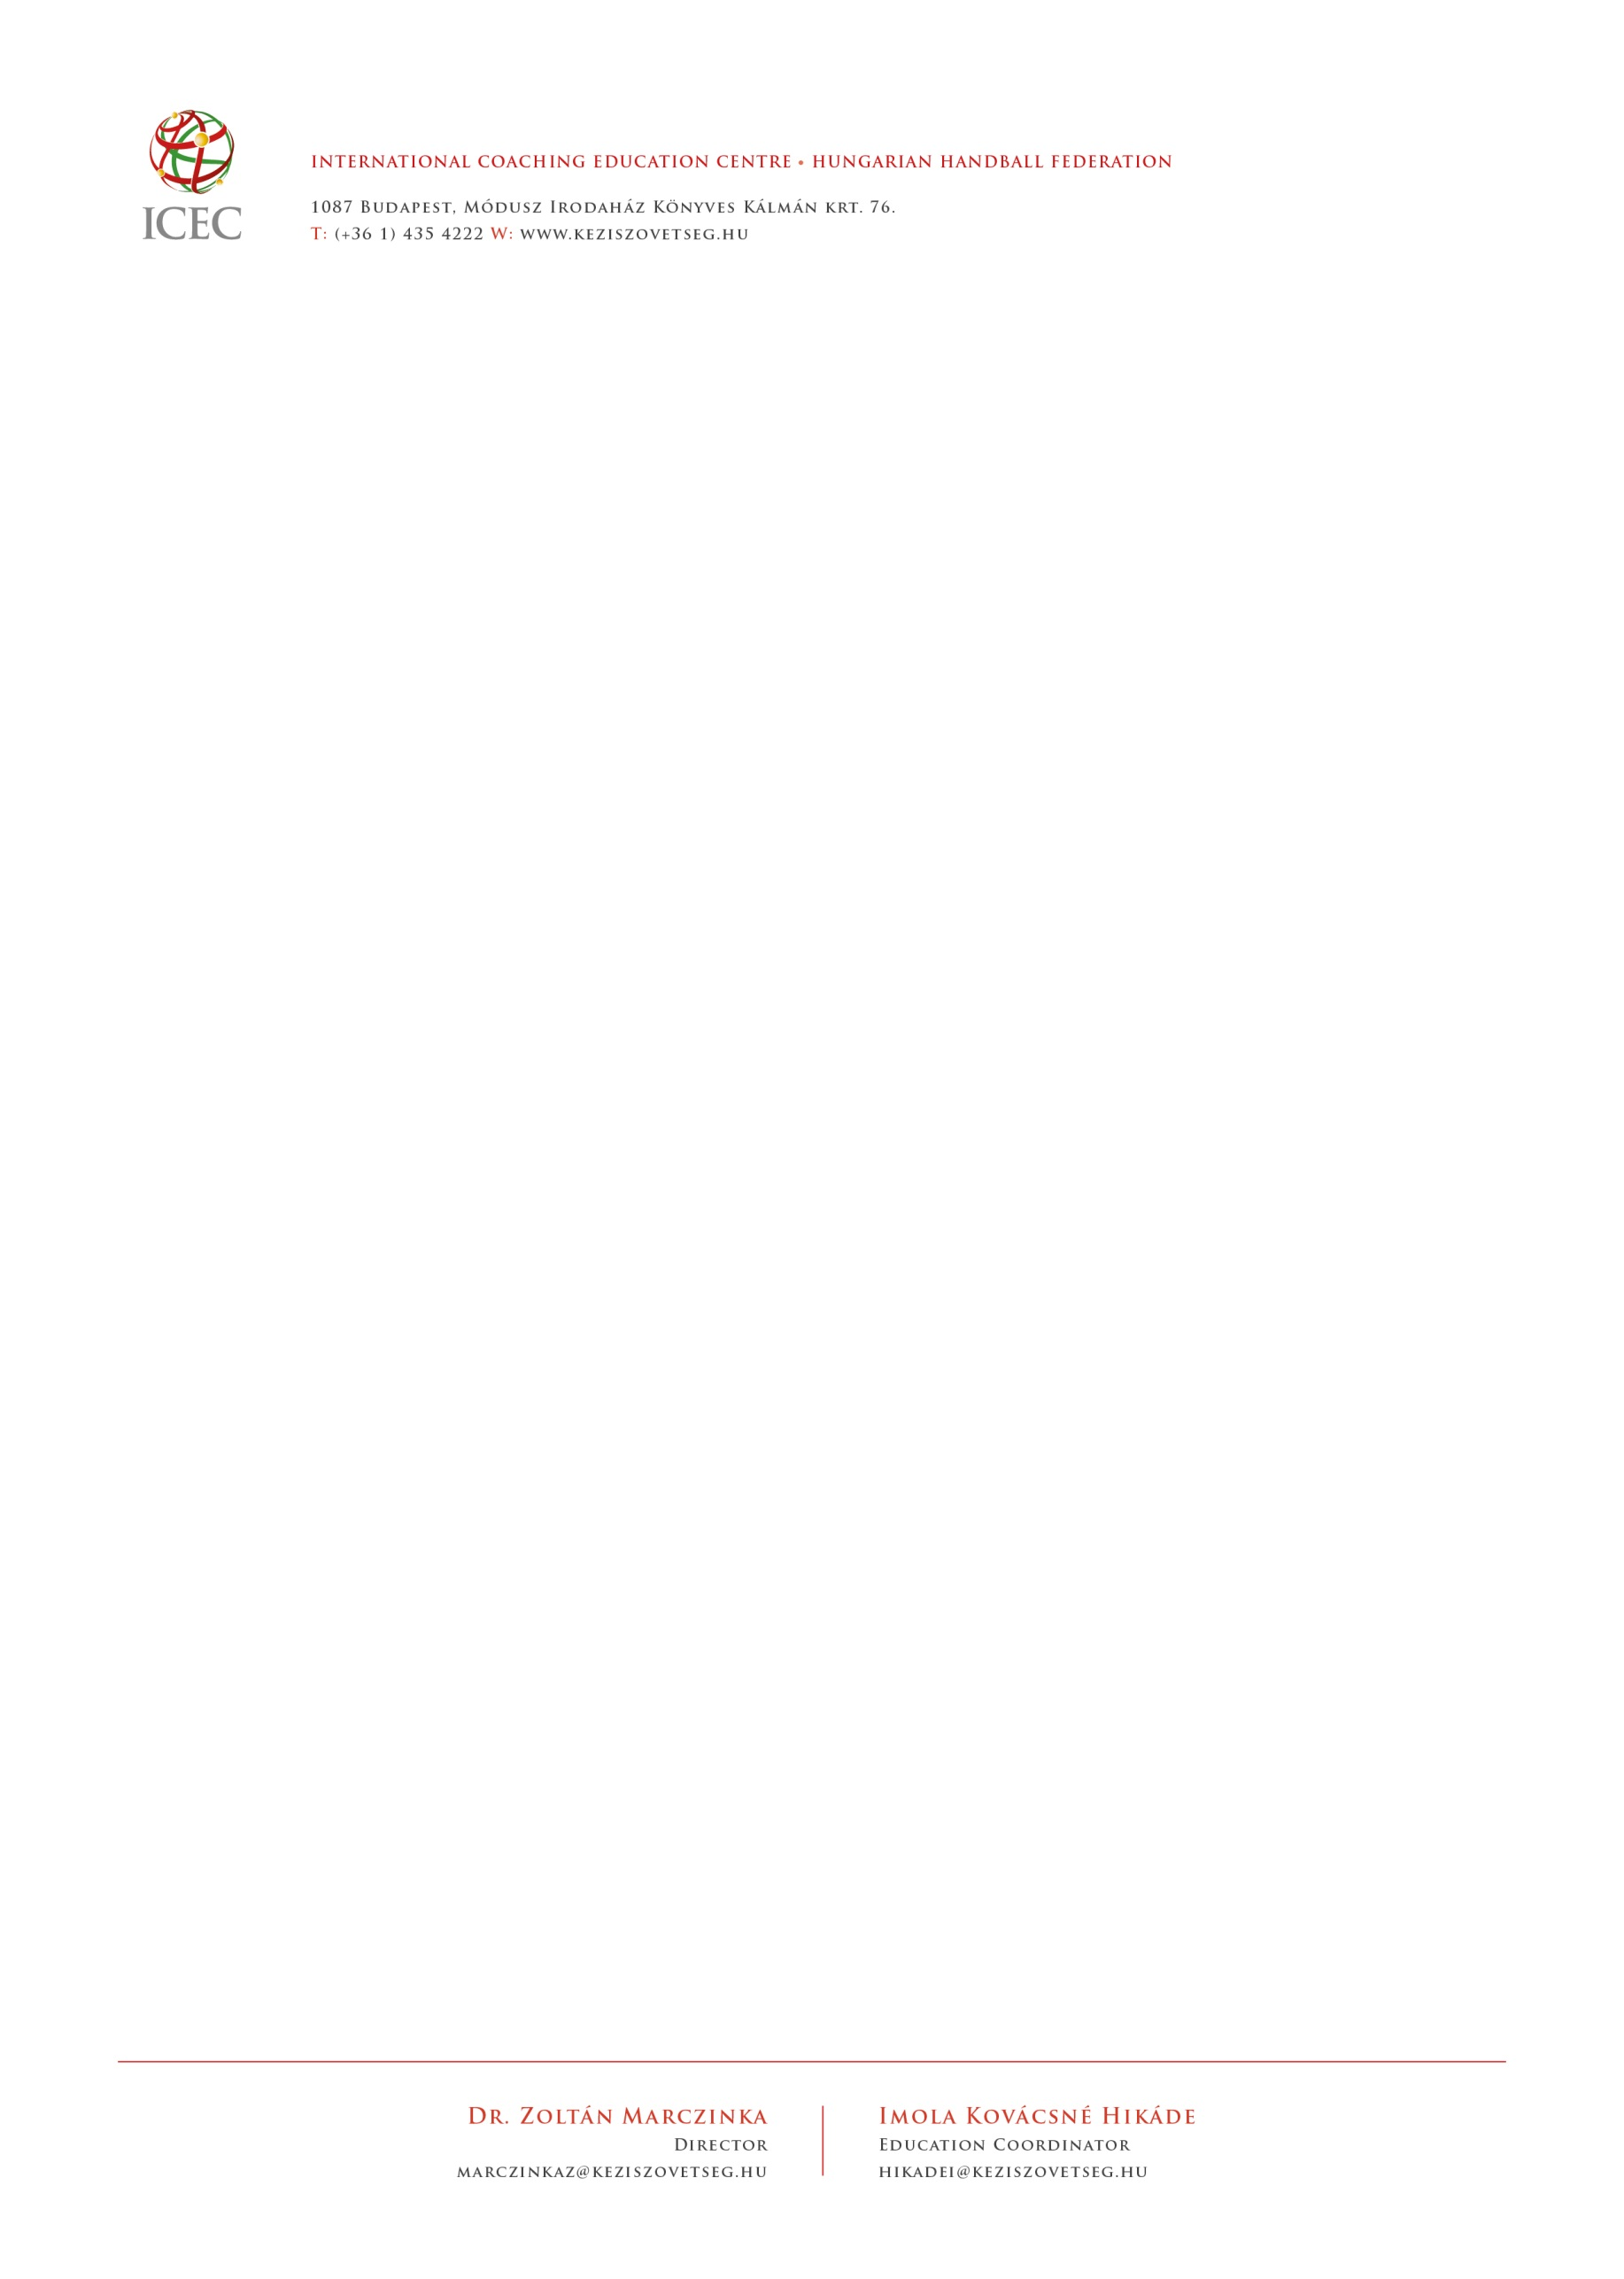 ICEC
INTERNATIONAL COACHING EDUCATION CENTRE • HUNGARIAN HANDBALL FEDERATION
1087 Budapest, Módusz Irodaház Könyves Kálmán krt. 76.
T: (+36 1) 435 4222 W: www.keziszovetseg.hu
Dr. Zoltán Marczinka
Director
marczinkaz@keziszovetseg.hu
Imola Kovácsné Hikáde
Education Coordinator
hikadei@keziszovetseg.hu